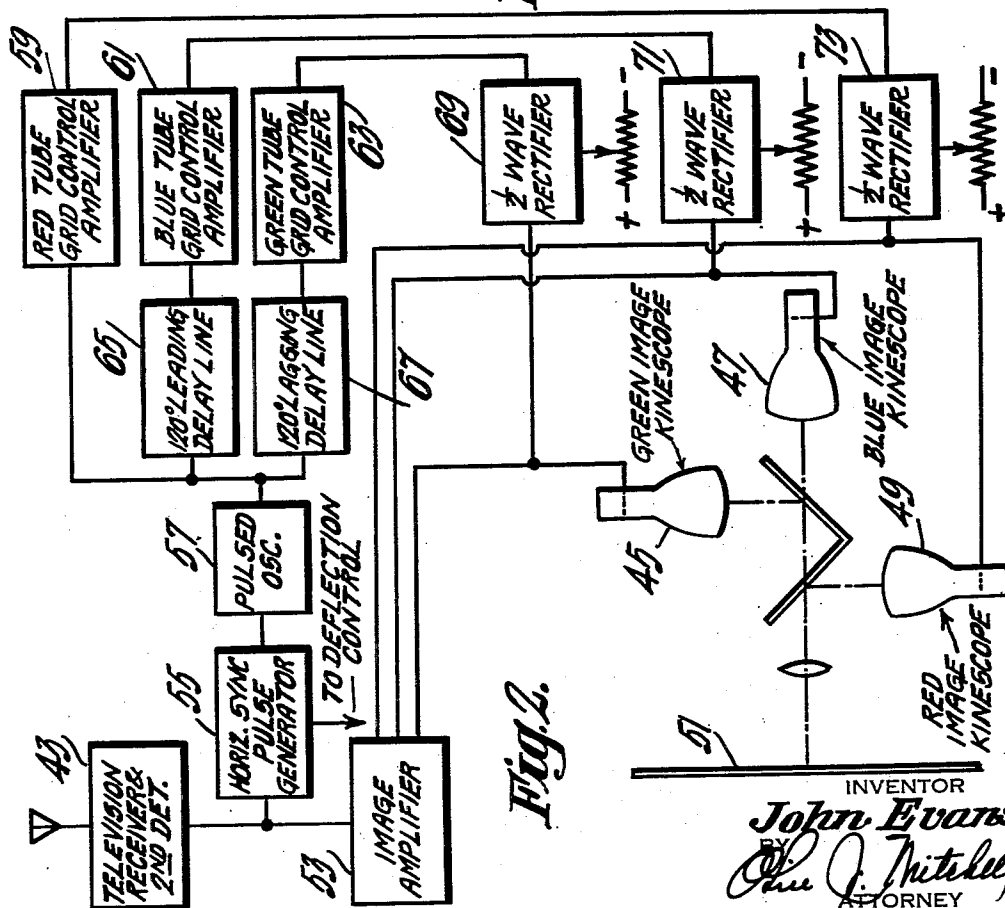 59
RED TUBE
GRID CONTROL
AMPLIFIER
61
BLUE TUBE
GRID CONTROL
AMPLIFIER
GREEN TUBE
GRID CONTROL
AMPLIFIER
63
65
120° LEADING
DELAY LINE
120° LAGGING
DELAY LINE
67
57
PULSED
OSC.
55
HORIZ. SYNC
PULSE
GENERATOR
TO DEFLECTION
CONTROL
43
TELEVISION
RECEIVER &
2ND DET.
53
IMAGE
AMPLIFIER
69
½ WAVE
RECTIFIER
+ -
71
½ WAVE
RECTIFIER
+ -
73
½ WAVE
RECTIFIER
+ -
GREEN IMAGE
KINESCOPE
45
47
BLUE IMAGE
KINESCOPE
49
RED
IMAGE
KINESCOPE
51
Fig. 2.
INVENTOR
John Evans
BY
J. Mitchell
ATTORNEY